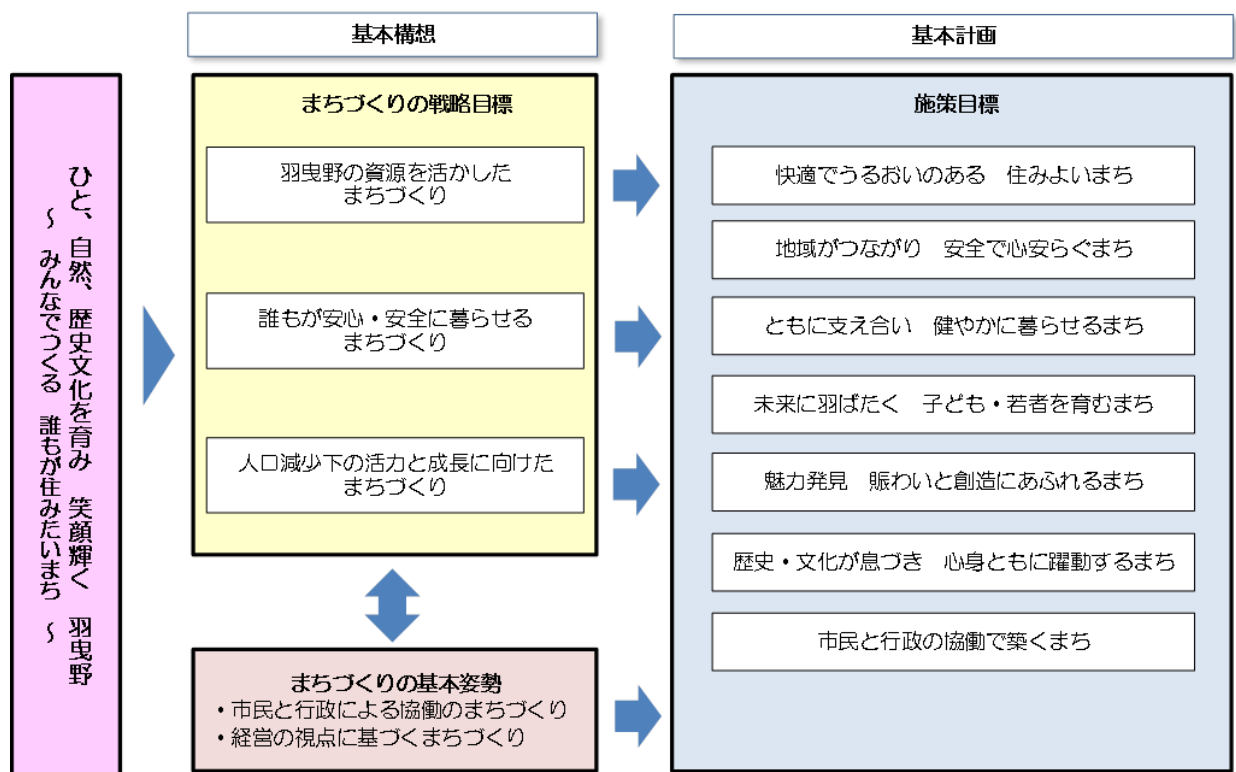 基本構想
基本計画
ひと、自然、歴史文化を育み　笑顔輝く　羽曳野
～　みんなでつくる　誰もが住みたいまち　～
まちづくりの戦略目標
羽曳野の資源を活かした
まちづくり
誰もが安心・安全に暮らせる
まちづくり
人口減少下の活力と成長に向けた
まちづくり
まちづくりの基本姿勢
・市民と行政による協働のまちづくり
・経営の視点に基づくまちづくり
施策目標
快適でうるおいのある　住みよいまち
地域がつながり　安全で心安らぐまち
ともに支え合い　健やかに暮らせるまち
未来に羽ばたく　子ども・若者を育むまち
魅力発見　賑わいと創造にあふれるまち
歴史・文化が息づき　心身ともに躍動するまち
市民と行政の協働で築くまち